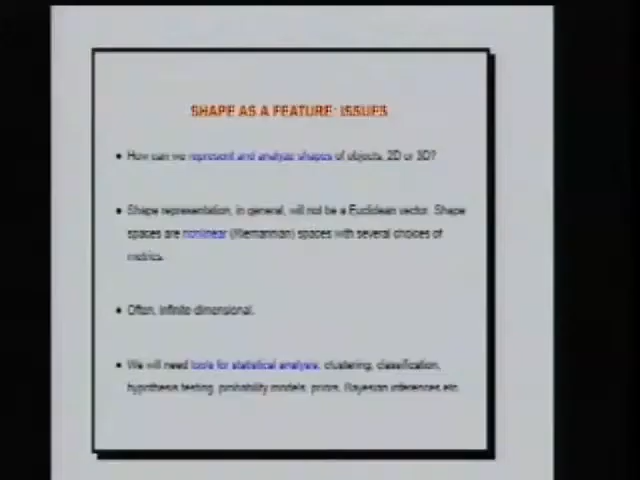 SHAPE AS A FEATURE: ISSUES
• How can we represent and analyze shapes of objects, 2D or 3D?
• Shape representation, in general, will not be a Euclidean vector. Shape
spaces are nonlinear (Riemannian) spaces with several choices of
metrics.
• Often, infinite-dimensional.
• We will need tools for statistical analysis, clustering, classification,
hypothesis testing, probability models, priors, Bayesian inferences etc.